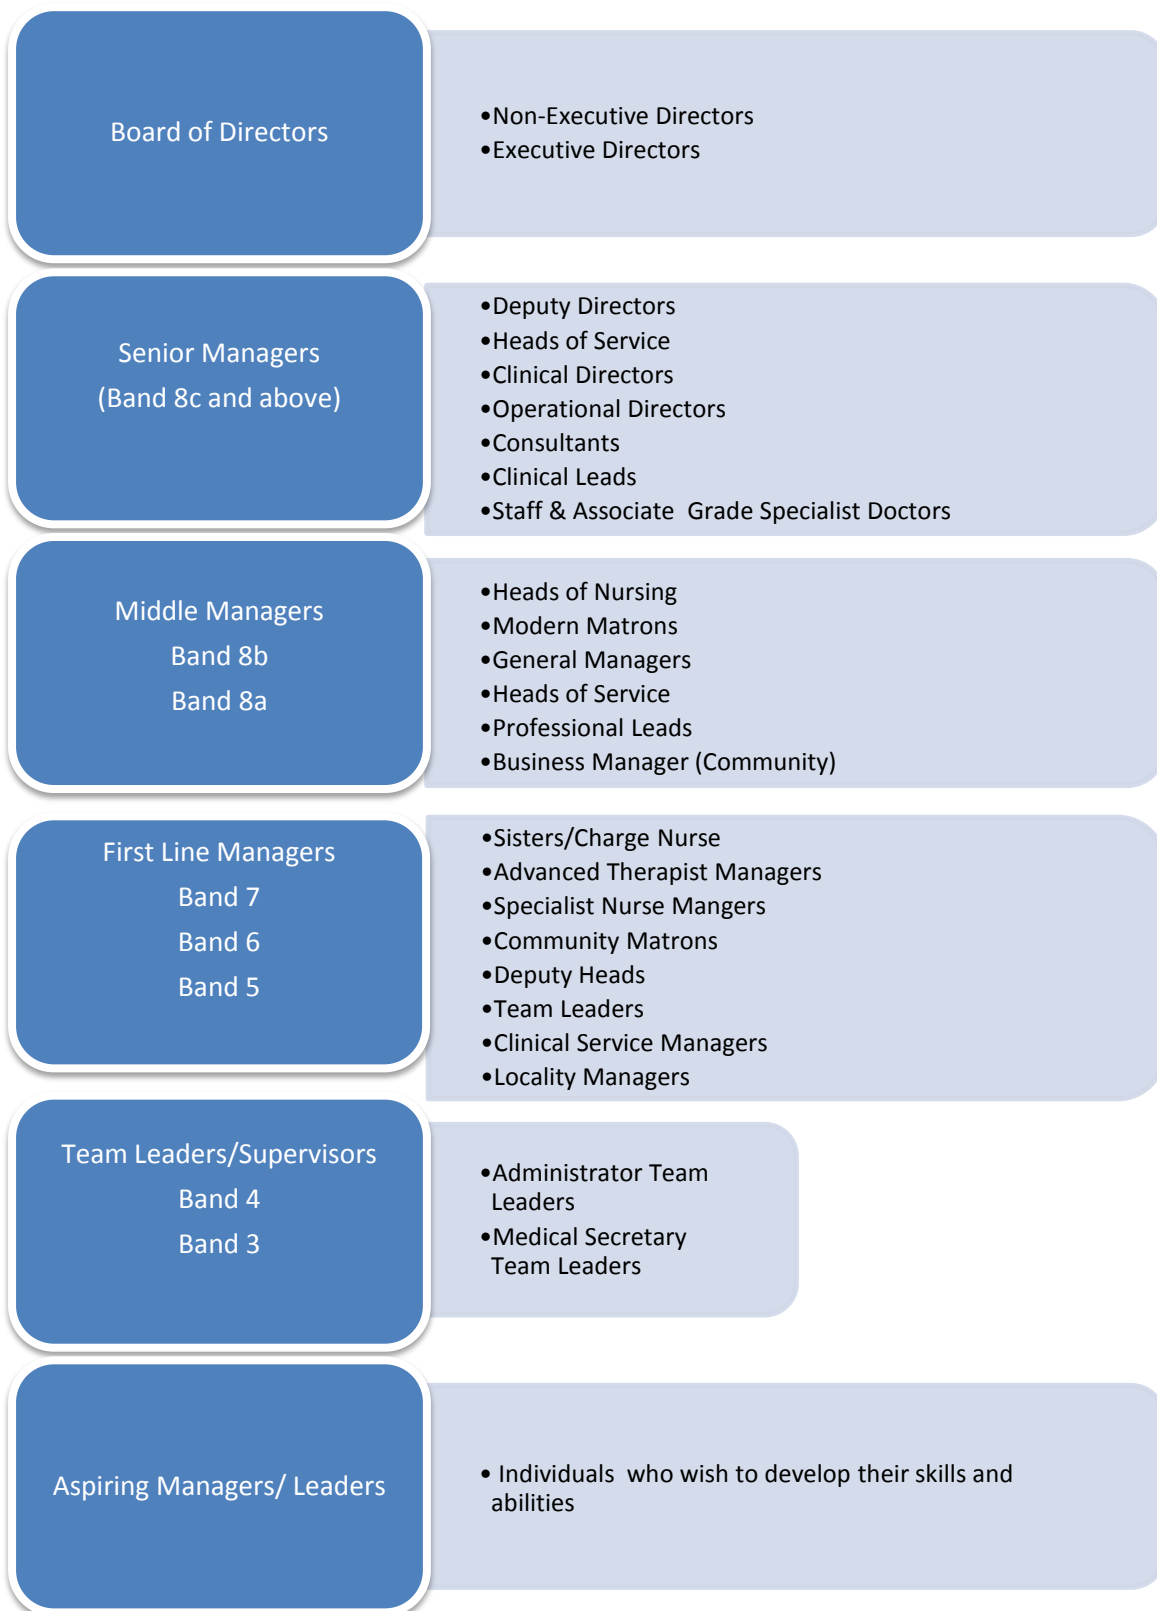 Board of Directors
•Non-Executive Directors
•Executive Directors
Senior Managers
(Band 8c and above)
•Deputy Directors
•Heads of Service
•Clinical Directors
•Operational Directors
•Consultants
•Clinical Leads
•Staff & Associate  Grade Specialist Doctors
Middle Managers
Band 8b
Band 8a
•Heads of Nursing
•Modern Matrons
•General Managers
•Heads of Service
•Professional Leads
•Business Manager (Community)
First Line Managers
Band 7
Band 6
Band 5
•Sisters/Charge Nurse
•Advanced Therapist Managers
•Specialist Nurse Mangers
•Community Matrons
•Deputy Heads
•Team Leaders
•Clinical Service Managers
•Locality Managers
Team Leaders/Supervisors
Band 4
Band 3
•Administrator Team
Leaders
•Medical Secretary
Team Leaders
Aspiring Managers/ Leaders
• Individuals  who wish to develop their skills and
abilities